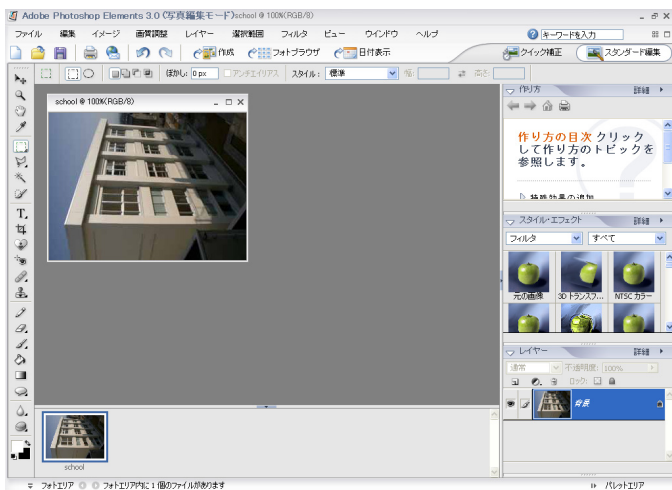 Adobe Photoshop Elements 3.0 (写真編集モード)school @ 100%(RGB/8)
ファイル 編集 イメージ 画質調整 レイヤー 選択範囲 フィルタ ビュー ウインドウ ヘルプ
キーワードを入力
作成 フォトブラウザ 日付表示
クイック補正 スタンダード編集
ぼかし: 0 px アンチエイリアス スタイル: 標準 幅: 高さ:
school @ 100%(RGB/8)
作り方 詳細
作り方の目次 クリック
して作り方のトピックを
参照します。
特殊効果の追加
スタイル・エフェクト 詳細
フィルタ すべて
元の画像 3D トランスフ... NTSC カラー
レイヤー 詳細
通常 不透明度: 100%
ロック:
背景
school
フォトエリア フォトエリア内に 1 個のファイルがあります
パレットエリア